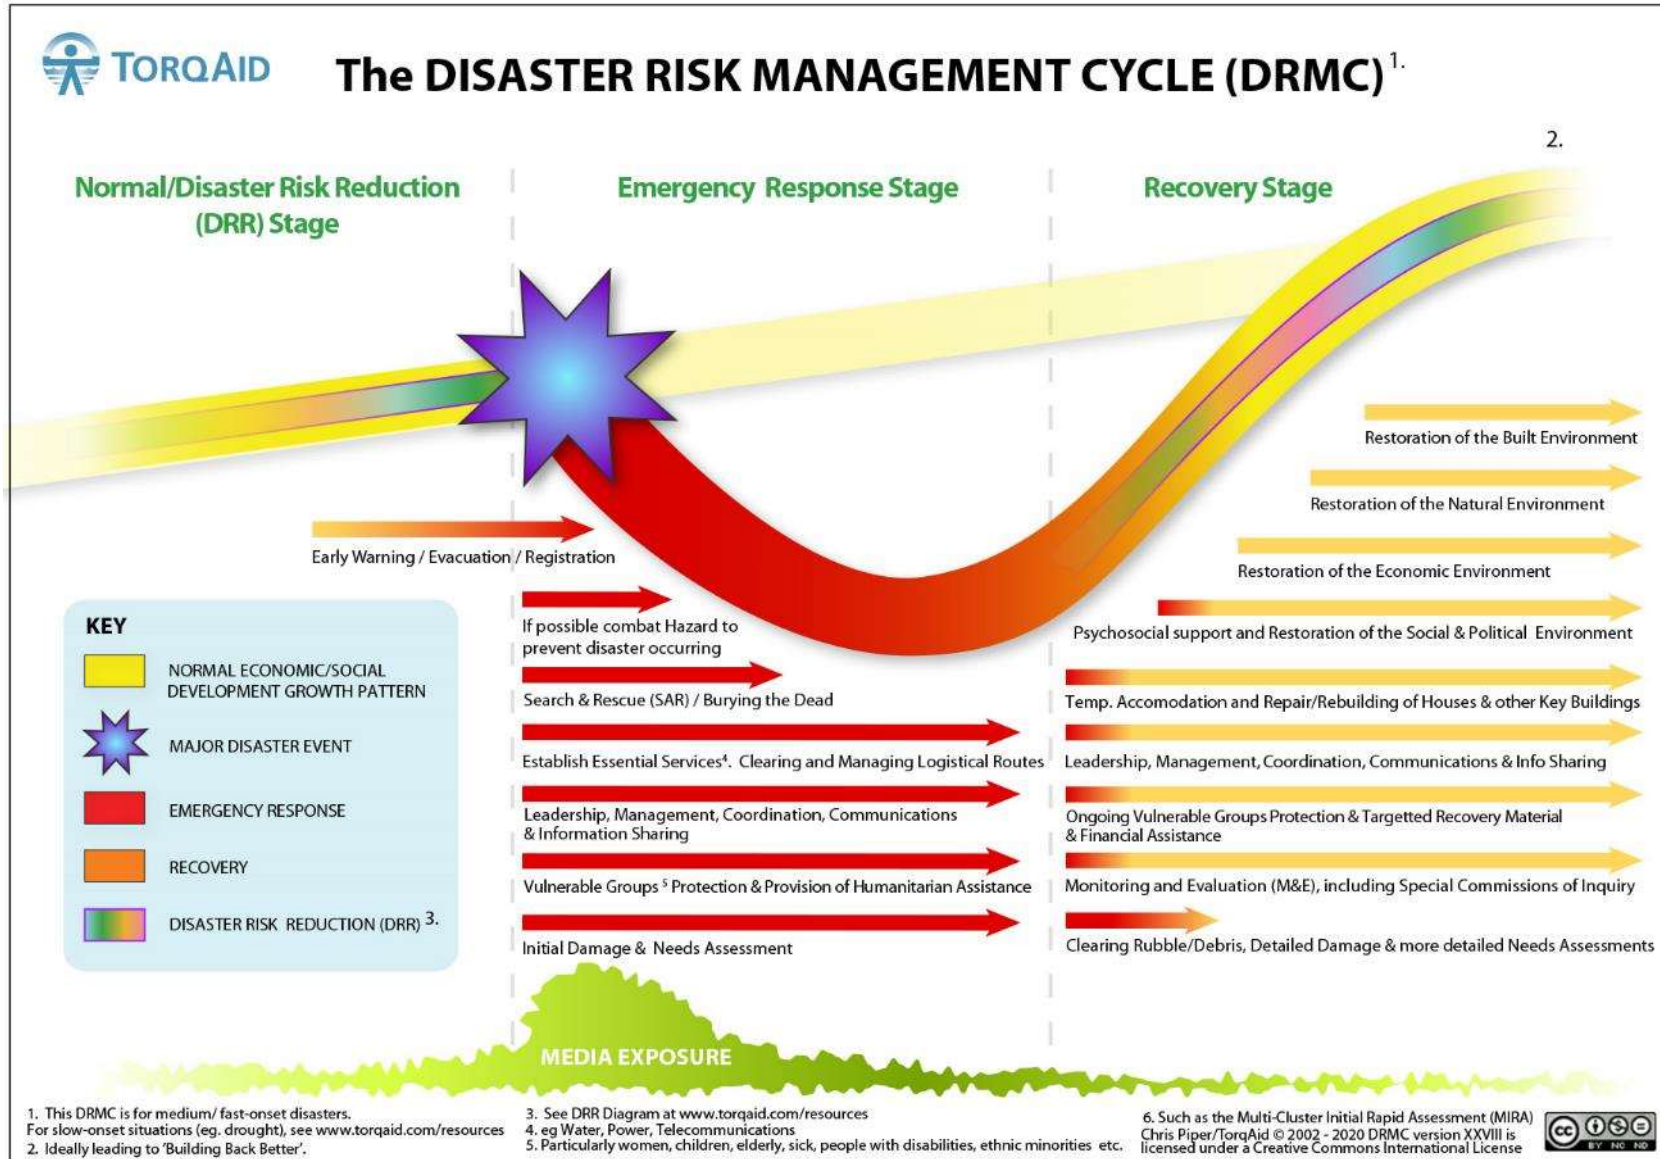 TORQAID
The DISASTER RISK MANAGEMENT CYCLE (DRMC) 1.
2.
Normal/Disaster Risk Reduction
(DRR) Stage
Emergency Response Stage
Recovery Stage
Restoration of the Built Environment
Restoration of the Natural Environment
Restoration of the Economic Environment
Psychosocial support and Restoration of the Social & Political Environment
Temp. Accomodation and Repair/Rebuilding of Houses & other Key Buildings
Leadership, Management, Coordination, Communications & Info Sharing
Ongoing Vulnerable Groups Protection & Targetted Recovery Material
& Financial Assistance
Monitoring and Evaluation (M&E), including Special Commissions of Inquiry
Clearing Rubble/Debris, Detailed Damage & more detailed Needs Assessments
Early Warning / Evacuation / Registration
If possible combat Hazard to
prevent disaster occurring
Search & Rescue (SAR) / Burying the Dead
Establish Essential Services⁴. Clearing and Managing Logistical Routes
Leadership, Management, Coordination, Communications
& Information Sharing
Vulnerable Groups ⁵ Protection & Provision of Humanitarian Assistance
Initial Damage & Needs Assessment
KEY
NORMAL ECONOMIC/SOCIAL
DEVELOPMENT GROWTH PATTERN
MAJOR DISASTER EVENT
EMERGENCY RESPONSE
RECOVERY
DISASTER RISK REDUCTION (DRR) 3.
MEDIA EXPOSURE
1. This DRMC is for medium/ fast-onset disasters.
For slow-onset situations (eg. drought), see www.torqaid.com/resources
2. Ideally leading to 'Building Back Better'.
3. See DRR Diagram at www.torqaid.com/resources
4. eg Water, Power, Telecommunications
5. Particularly women, children, elderly, sick, people with disabilities, ethnic minorities etc.
6. Such as the Multi-Cluster Initial Rapid Assessment (MIRA)
Chris Piper/TorqAid © 2002 - 2020 DRMC version XXVIII is
licensed under a Creative Commons International License
cc
BY NC ND